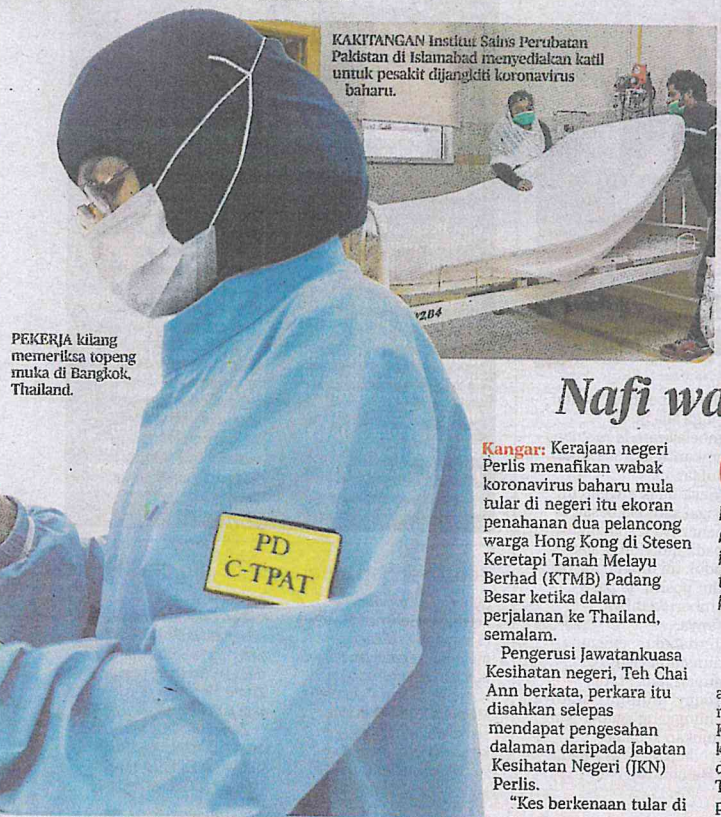 KAKITANGAN Institut Sains Perubatan
Pakistan di Islamabad menyediakan katil
untuk pesakit dijangkiti koronavirus
baharu.
PEKERJA kilang
memeriksa topeng
muka di Bangkok,
Thailand.
PD
C-TPAT
Nafi
Kangar: Kerajaan negeri
Perlis menafikan wabak
koronavirus baharu mula
tular di negeri itu ekoran
penahanan dua pelancong
warga Hong Kong di Stesen
Keretapi Tanah Melayu
Berhad (KTMB) Padang
Besar ketika dalam
perjalanan ke Thailand,
semalam.
Pengerusi Jawatankuasa
Kesihatan negeri, Teh Chai
Ann berkata, perkara itu
disahkan selepas
mendapat pengesahan
dalaman daripada Jabatan
Kesihatan Negeri (JKN)
Perlis.
"Kes berkenaan tular di